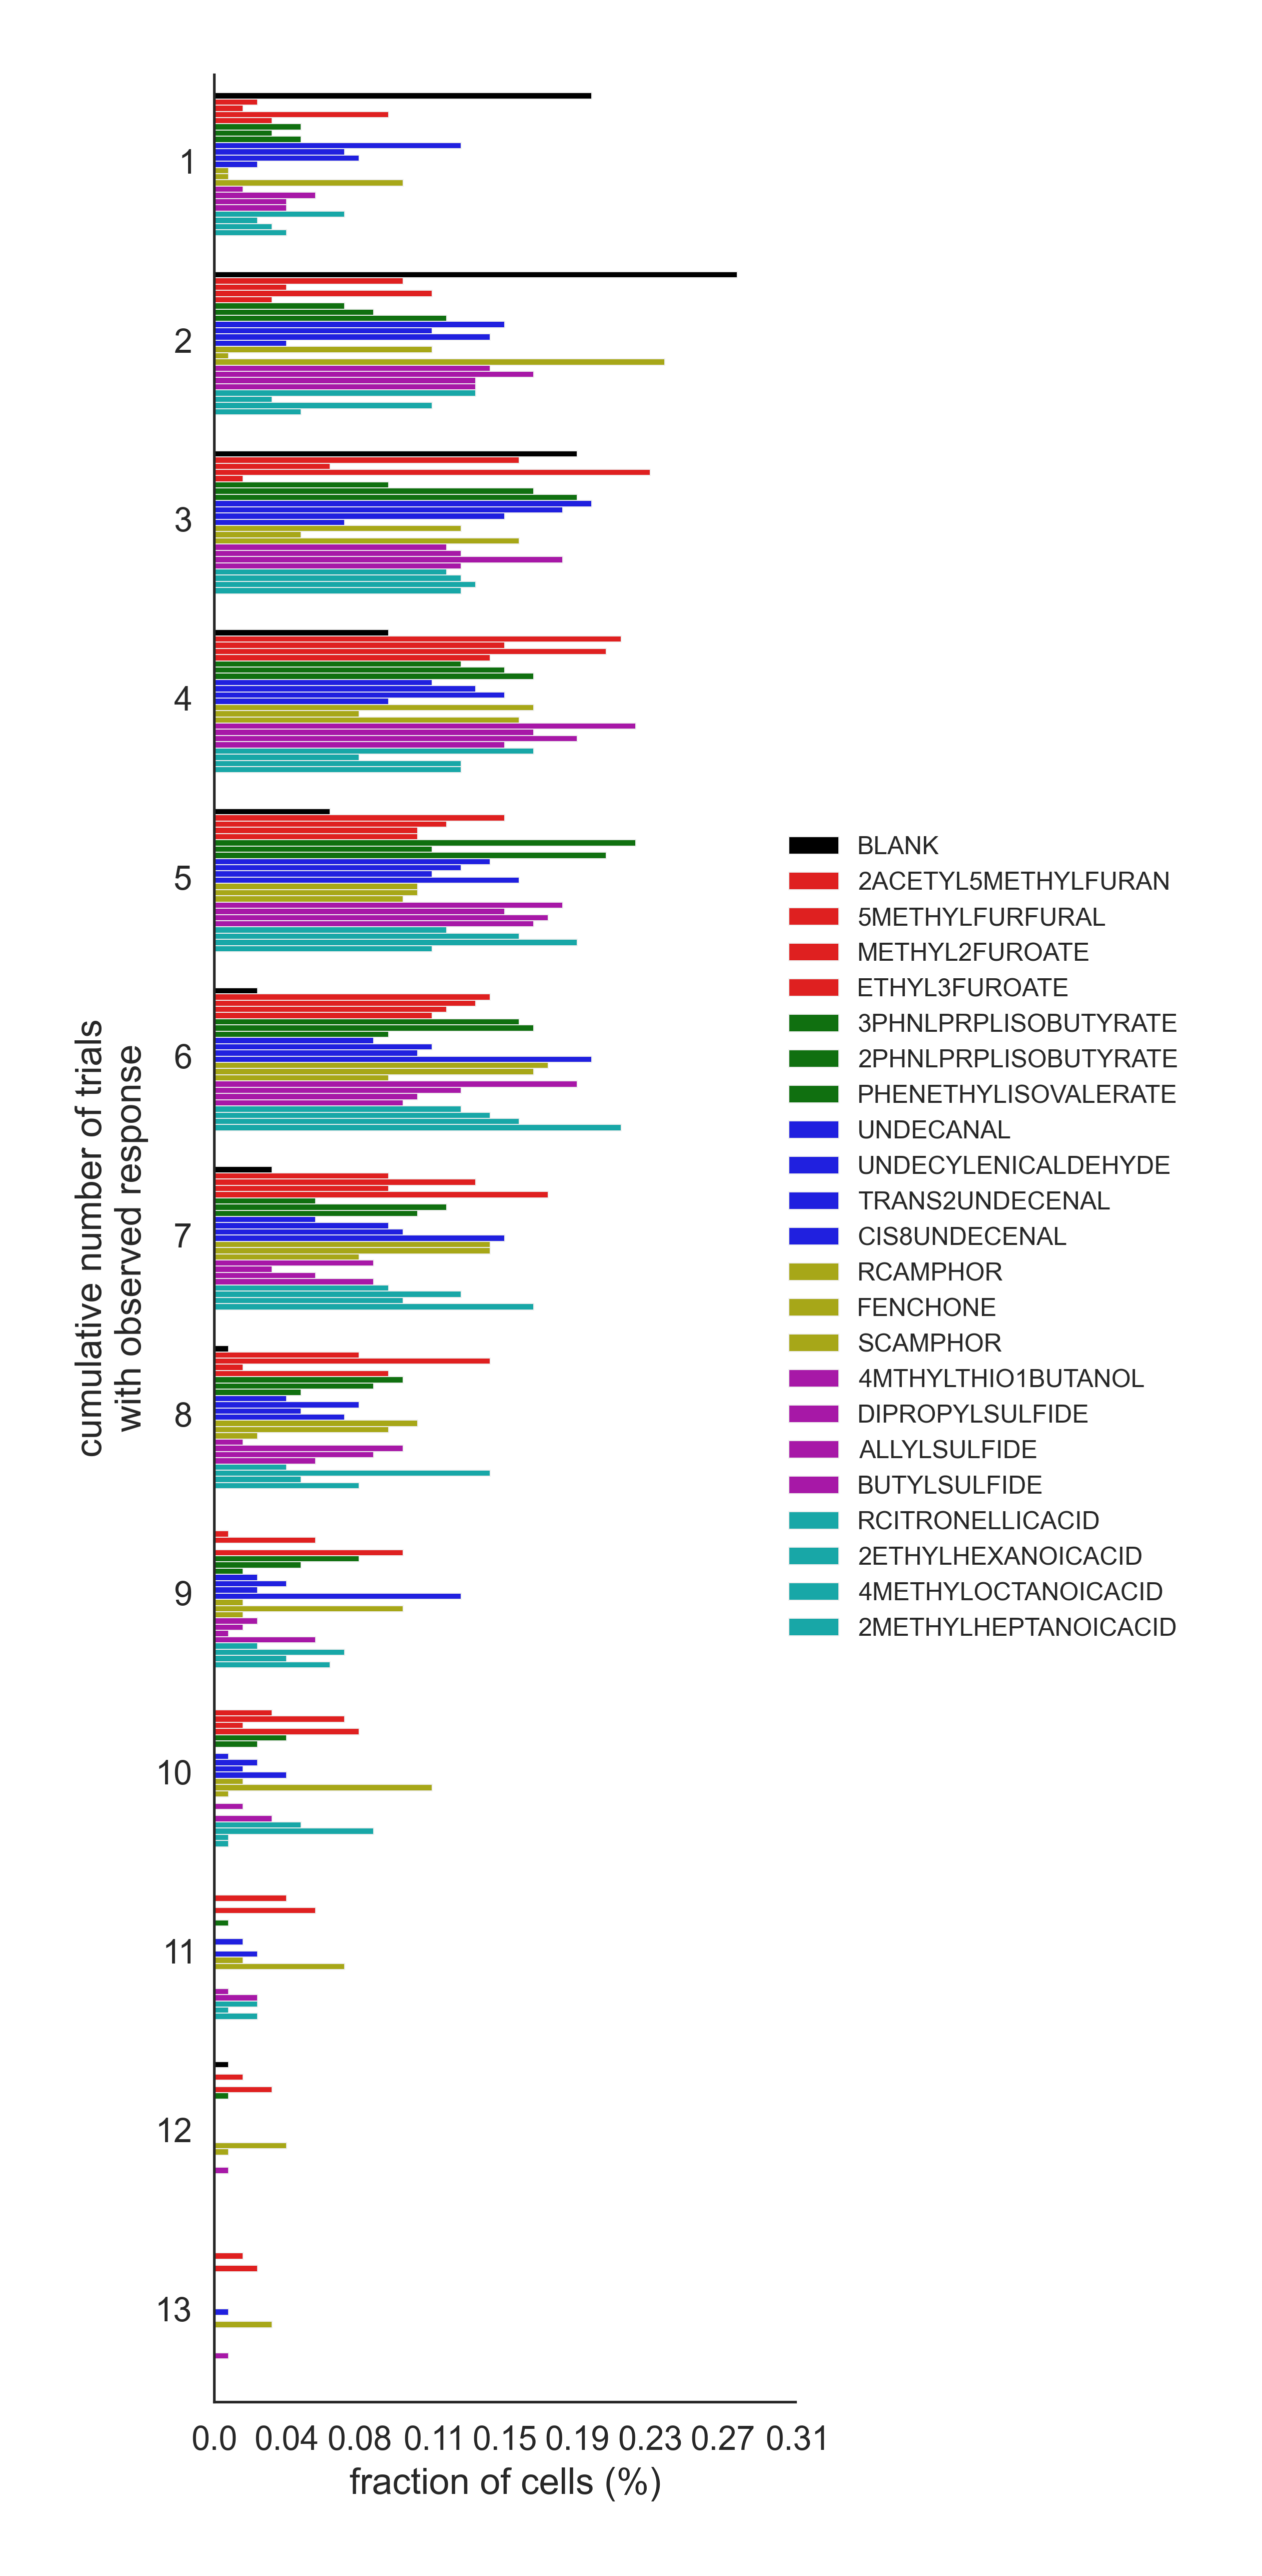 1
2
3
4
5
6
7
8
9
10
11
12
13
cumulative number of trials
with observed response
0.0 0.04 0.08 0.11 0.15 0.19 0.23 0.27 0.31
fraction of cells (%)
BLANK
2ACETYL5METHYLFURAN
5METHYLFURFURAL
METHYL2FUROATE
ETHYL3FUROATE
3PHNLPRPLISOBUTYRATE
2PHNLPRPLISOBUTYRATE
PHENETHYLISOVALERATE
UNDECANAL
UNDECYLENICALDEHYDE
TRANS2UNDECENAL
CIS8UNDECENAL
RCAMPHOR
FENCHONE
SCAMPHOR
4MTHYLTHIO1BUTANOL
DIPROPYLSULFIDE
ALLYLSULFIDE
BUTYLSULFIDE
RCITRONELLICACID
2ETHYLHEXANOICACID
4METHYLOCTANOICACID
2METHYLHEPTANOICACID